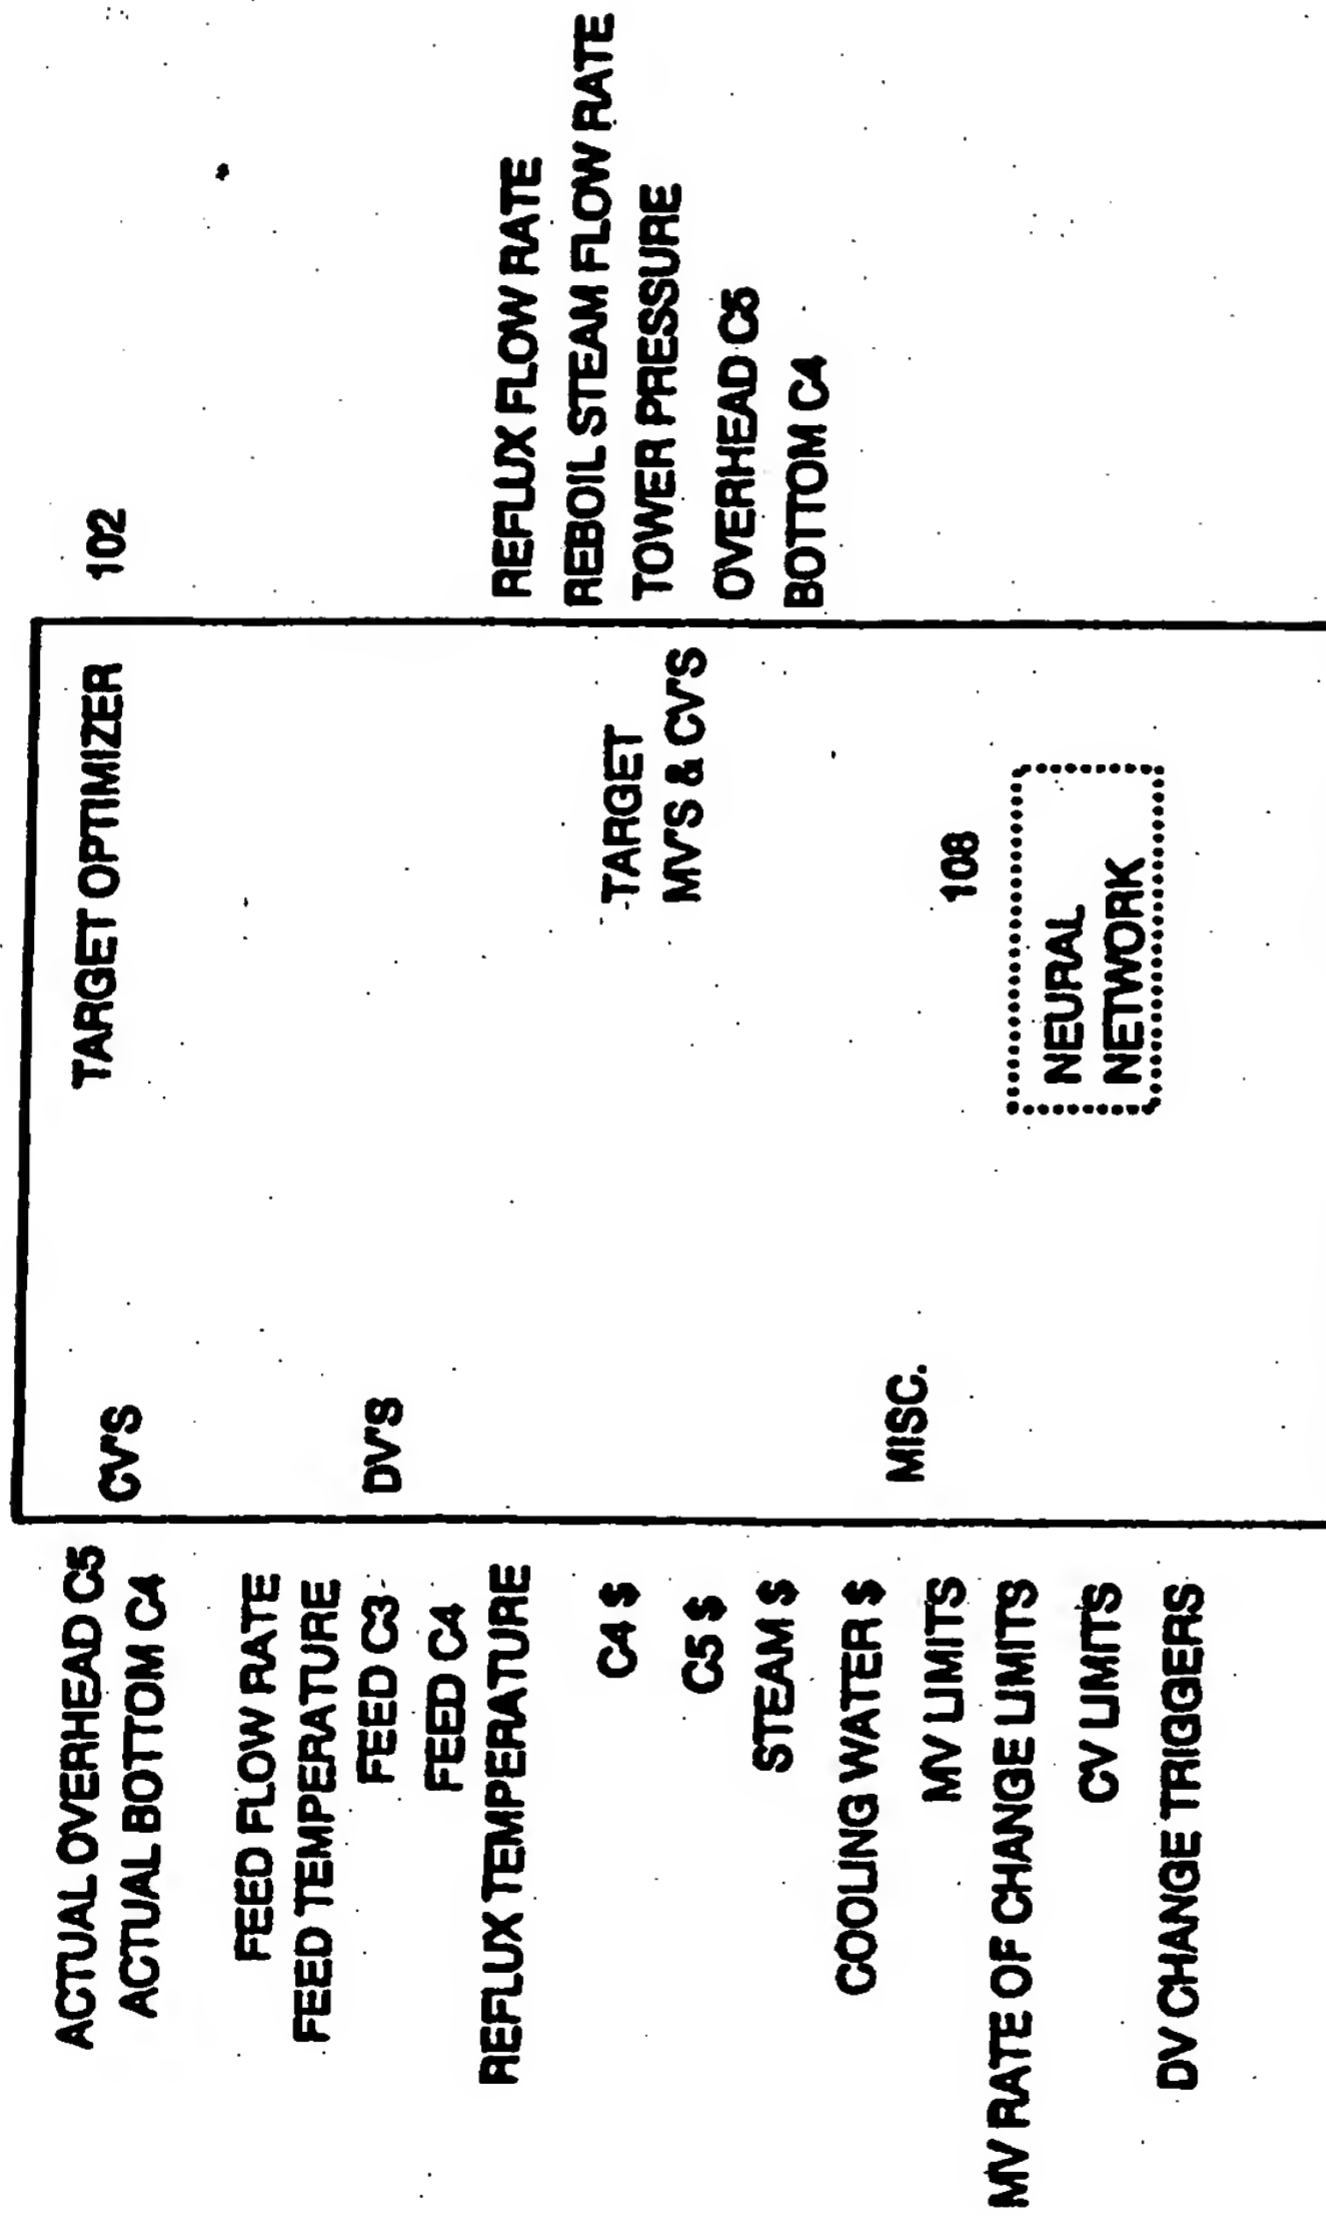 TARGET OPTIMIZER
102
CV'S
DV'S
MISC.
ACTUAL OVERHEAD C5
ACTUAL BOTTOM C4
FEED FLOW RATE
FEED TEMPERATURE
FEED C3
FEED C4
REFLUX TEMPERATURE
C4 $
C5 $
STEAM $
COOLING WATER $
MV LIMITS
MV RATE OF CHANGE LIMITS
CV LIMITS
DV CHANGE TRIGGERS
TARGET
MV'S & CV'S
108
NEURAL
NETWORK
REFLUX FLOW RATE
REBOIL STEAM FLOW RATE
TOWER PRESSURE
OVERHEAD C5
BOTTOM C4